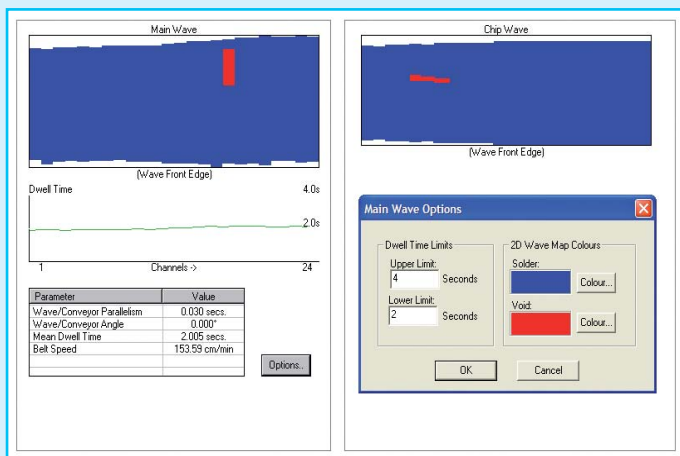 Main Wave
(Wave Front Edge)
Dwell Time 4.0s
2.0s
1 Channels -> 24
Parameter Value
Wave/Conveyor Parallelism 0.030 secs.
Wave/Conveyor Angle 0.000°
Mean Dwell Time 2.005 secs.
Belt Speed 153.59 cm/min
Options..
Chip Wave
(Wave Front Edge)
Main Wave Options
Dwell Time Limits
Upper Limit:
4 Seconds
Lower Limit:
2 Seconds
2D Wave Map Colours
Solder:
Colour...
Void:
Colour...
OK Cancel